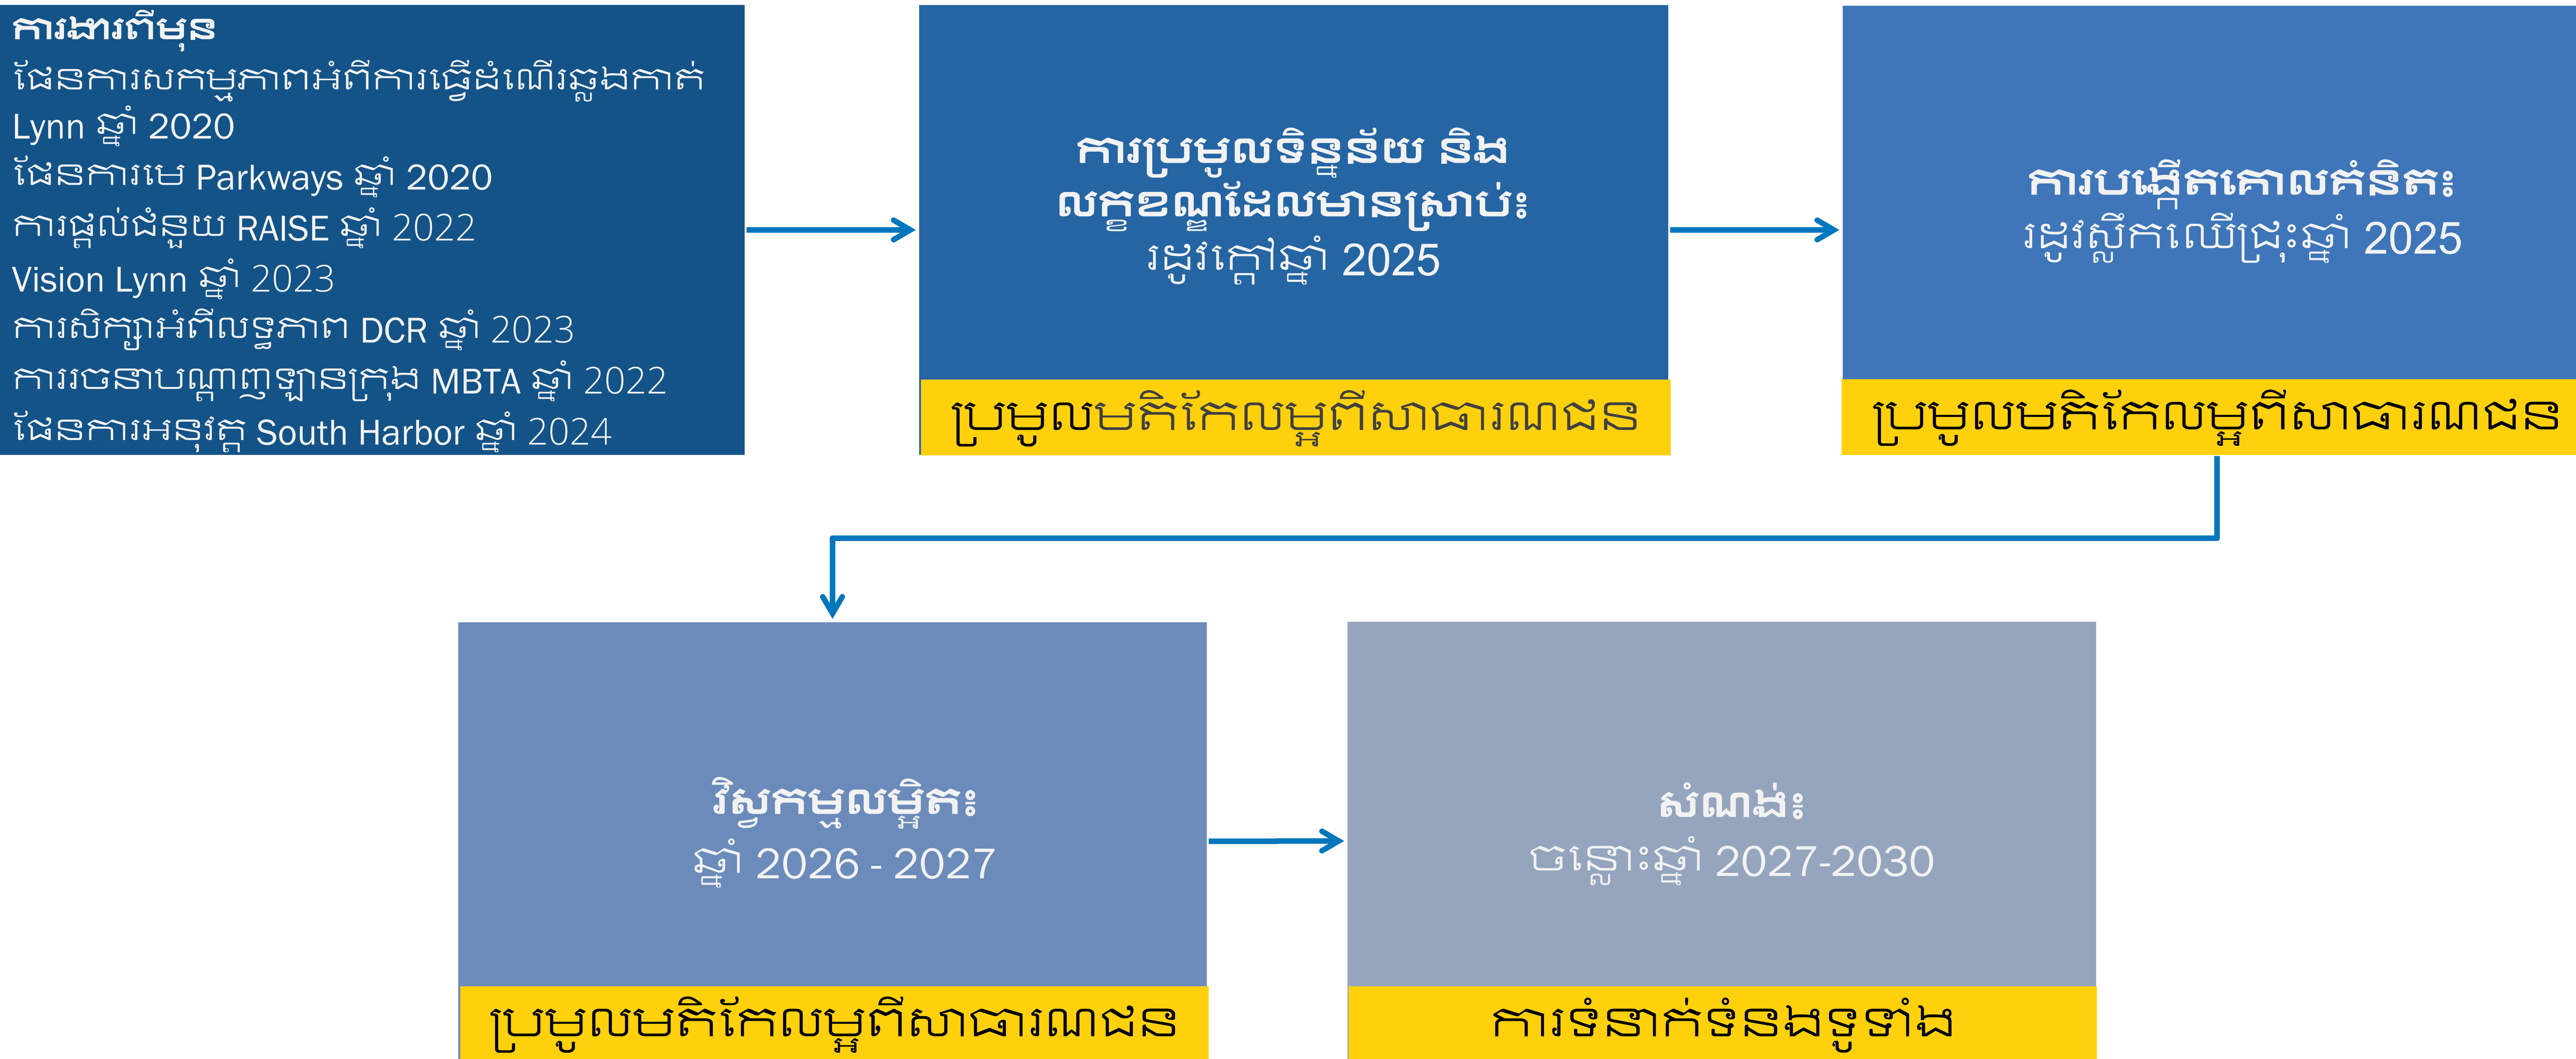 ការងារពីមុន
ផែនការសកម្មភាពអំពីការធ្វើដំណើរឆ្លងកាត់
Lynn ឆ្នាំ 2020
ផែនការមេ Parkways ឆ្នាំ 2020
ការផ្តល់ជំនួយ RAISE ឆ្នាំ 2022
Vision Lynn ឆ្នាំ 2023
ការសិក្សាអំពីលទ្ធភាព DCR ឆ្នាំ 2023
ការរចនាបណ្តាញឡានក្រុង MBTA ឆ្នាំ 2022
ផែនការអនុវត្ត South Harbor ឆ្នាំ 2024
ការប្រមូលទិន្នន័យ និង
លក្ខខណ្ឌដែលមានស្រាប់៖
រដូវក្តៅឆ្នាំ 2025
ប្រមូលមតិកែលម្អពីសាធារណជន
ការបង្កើតគោលគំនិត៖
រដូវស្លឹកឈើជ្រុះឆ្នាំ 2025
ប្រមូលមតិកែលម្អពីសាធារណជន
វិស្វកម្មលម្អិត៖
ឆ្នាំ 2026 - 2027
ប្រមូលមតិកែលម្អពីសាធារណជន
សំណង់៖
ចន្លោះឆ្នាំ 2027-2030
ការទំនាក់ទំនងទូទាំង